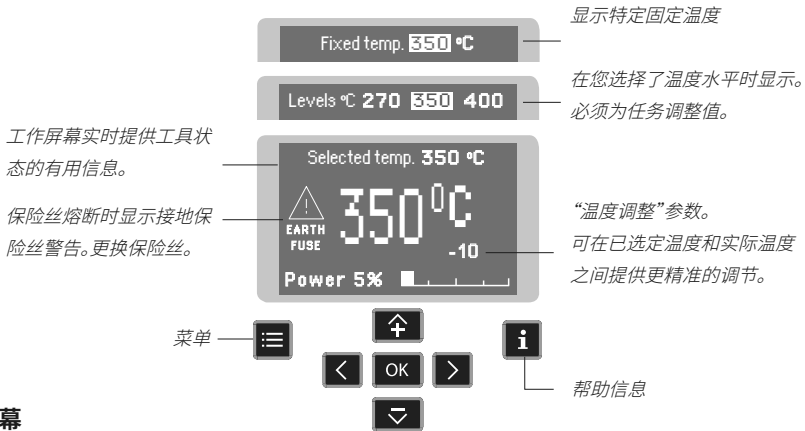 显示特定固定温度
Fixed temp. 350 ºC
在您选择了温度水平时显示。
必须为任务调整值。
Levels ºC 270 350 400
工作屏幕实时提供工具状
态的有用信息。
Selected temp. 350 ºC
保险丝熔断时显示接地保
险丝警告。更换保险丝。
EARTH
FUSE
350ºC
-10
“温度调整”参数。
可在已选定温度和实际温度
之间提供更精准的调节。
Power 5%
菜单
OK
i
帮助信息
幕